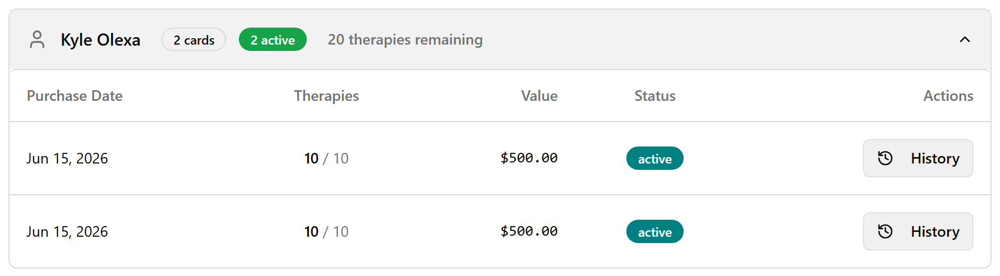 Kyle Olexa 2 cards 2 active 20 therapies remaining
Purchase Date Therapies Value Status Actions
Jun 15, 2026 10 / 10 $500.00 active History
Jun 15, 2026 10 / 10 $500.00 active History